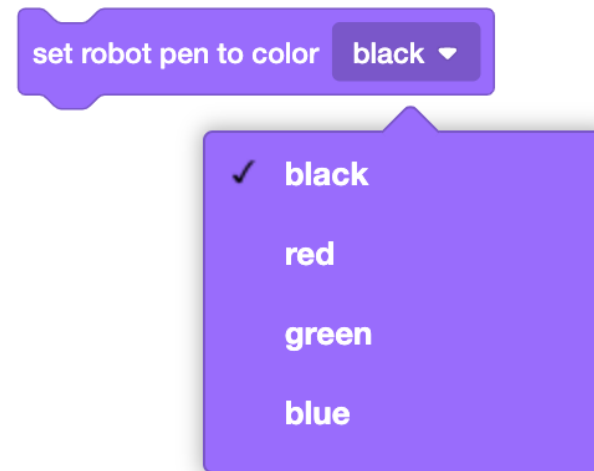 set robot pen to color black
black
red
green
blue